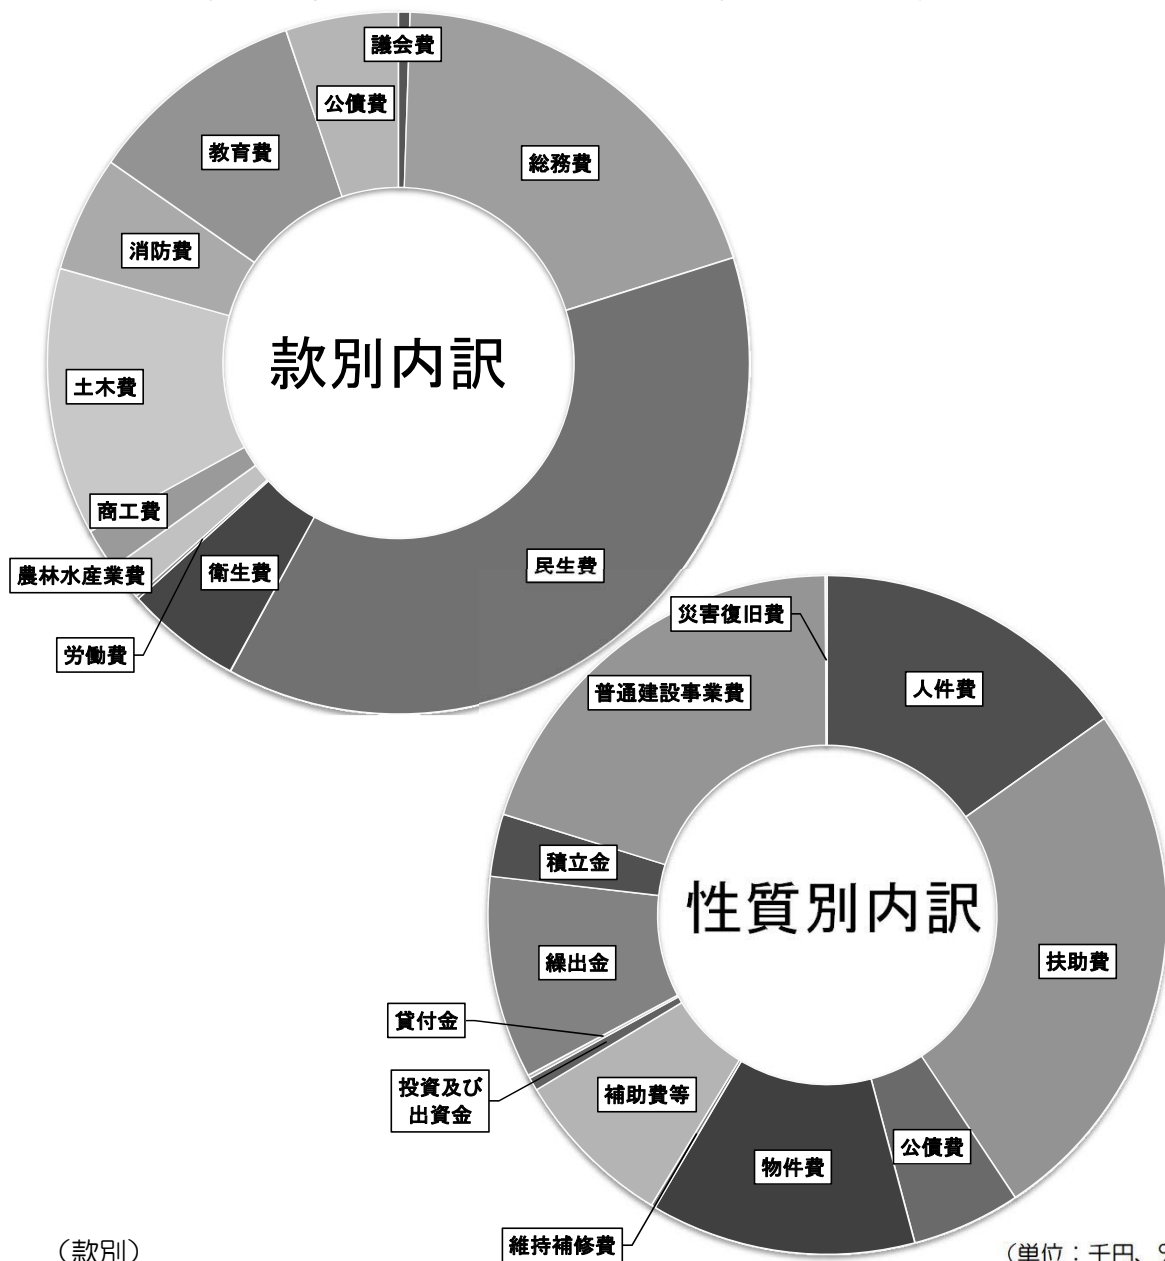 議会費
公債費
総務費
教育費
消防費
款別内訳
土木費
商工費
農林水産業費
衛生費
民生費
労働費
災害復旧費
普通建設事業費
人件費
積立金
性質別内訳
繰出金
扶助費
貸付金
投資及び
出資金
補助費等
公債費
物件費
維持補修費
（款別）
（単位：千円、